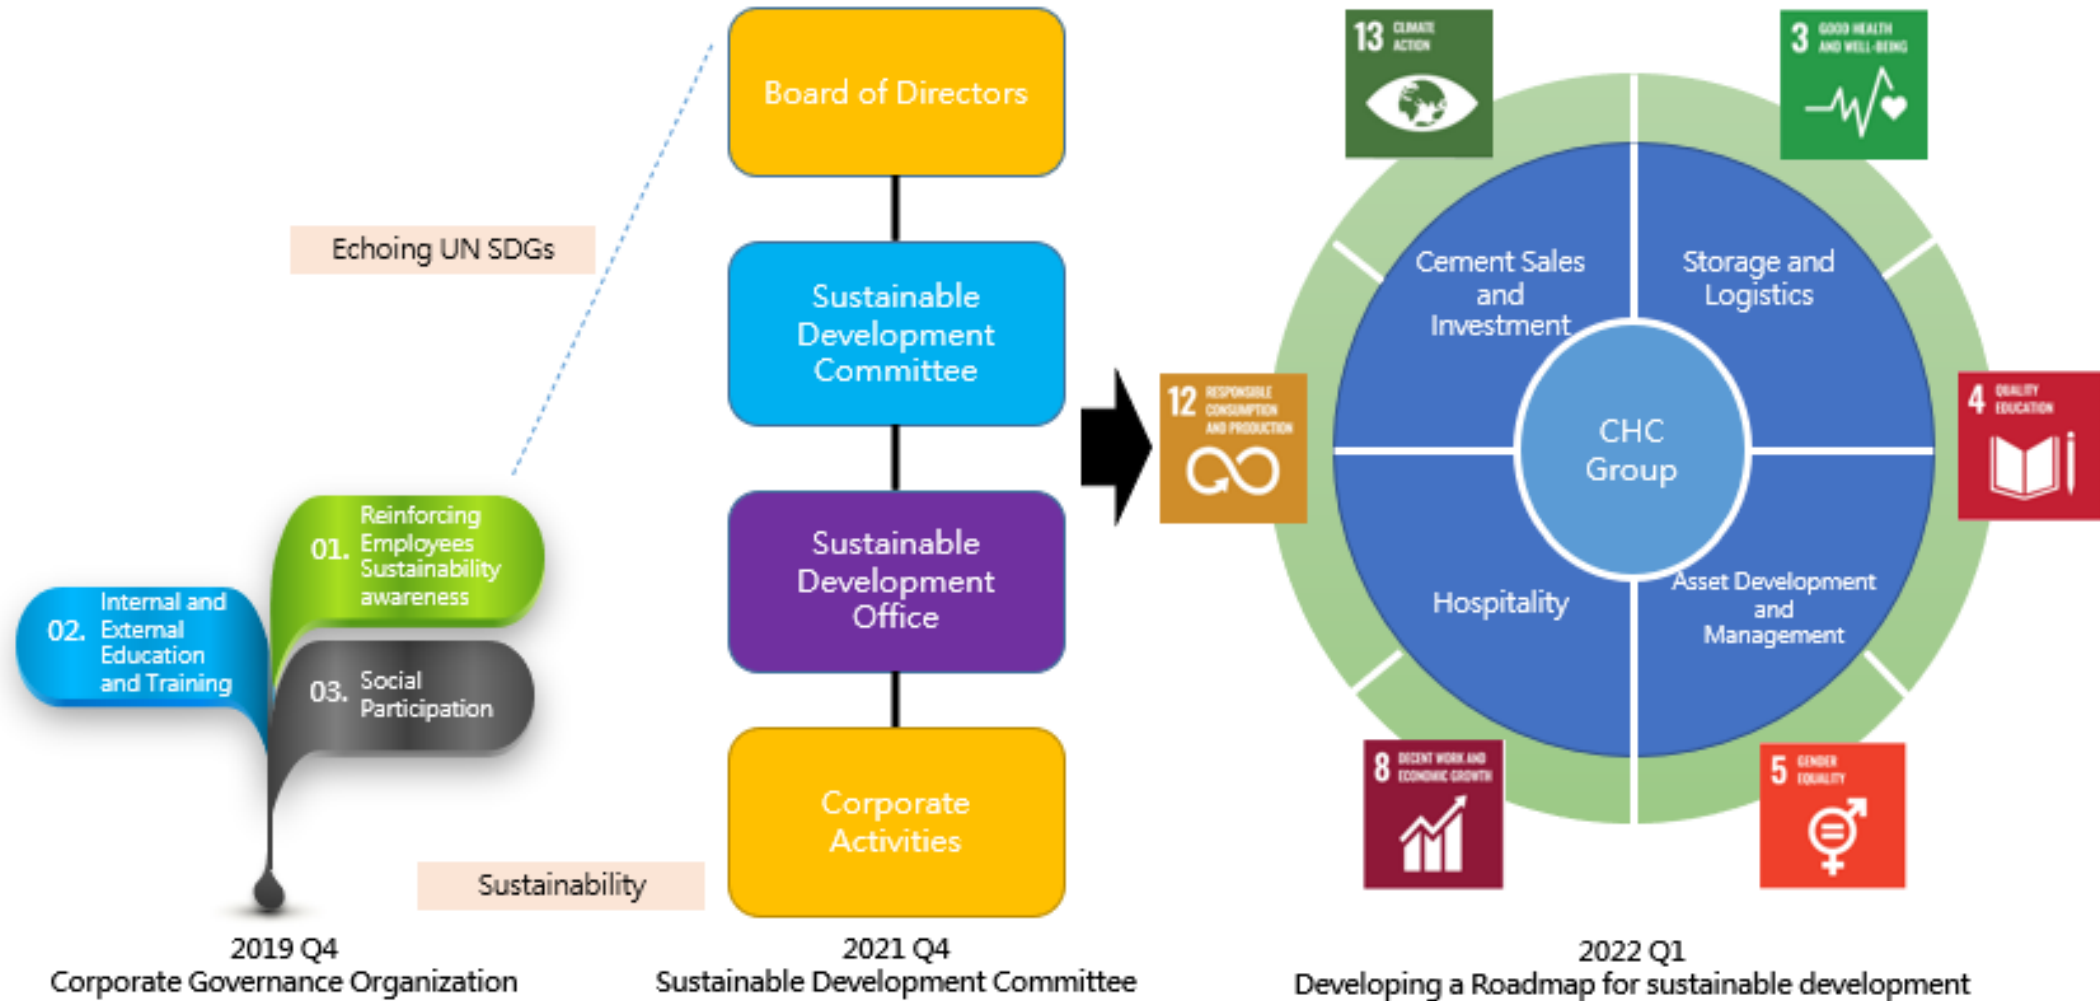 Echoing UN SDGs
01.
Reinforcing
Employees
Sustainability
awareness
02.
Internal and
External
Education
and Training
03.
Social
Participation
Sustainability
2019 Q4
Corporate Governance Organization
Board of Directors
Sustainable
Development
Committee
Sustainable
Development
Office
Corporate
Activities
2021 Q4
Sustainable Development Committee
13 CLIMATE
ACTION
3 GOOD HEALTH
AND WELL-BEING
12 RESPONSIBLE
CONSUMPTION
AND PRODUCTION
4 QUALITY
EDUCATION
8 DECENT WORK AND
ECONOMIC GROWTH
5 GENDER
EQUALITY
Cement Sales
and
Investment
Storage and
Logistics
CHC
Group
Hospitality
Asset Development
and
Management
2022 Q1
Developing a Roadmap for sustainable development